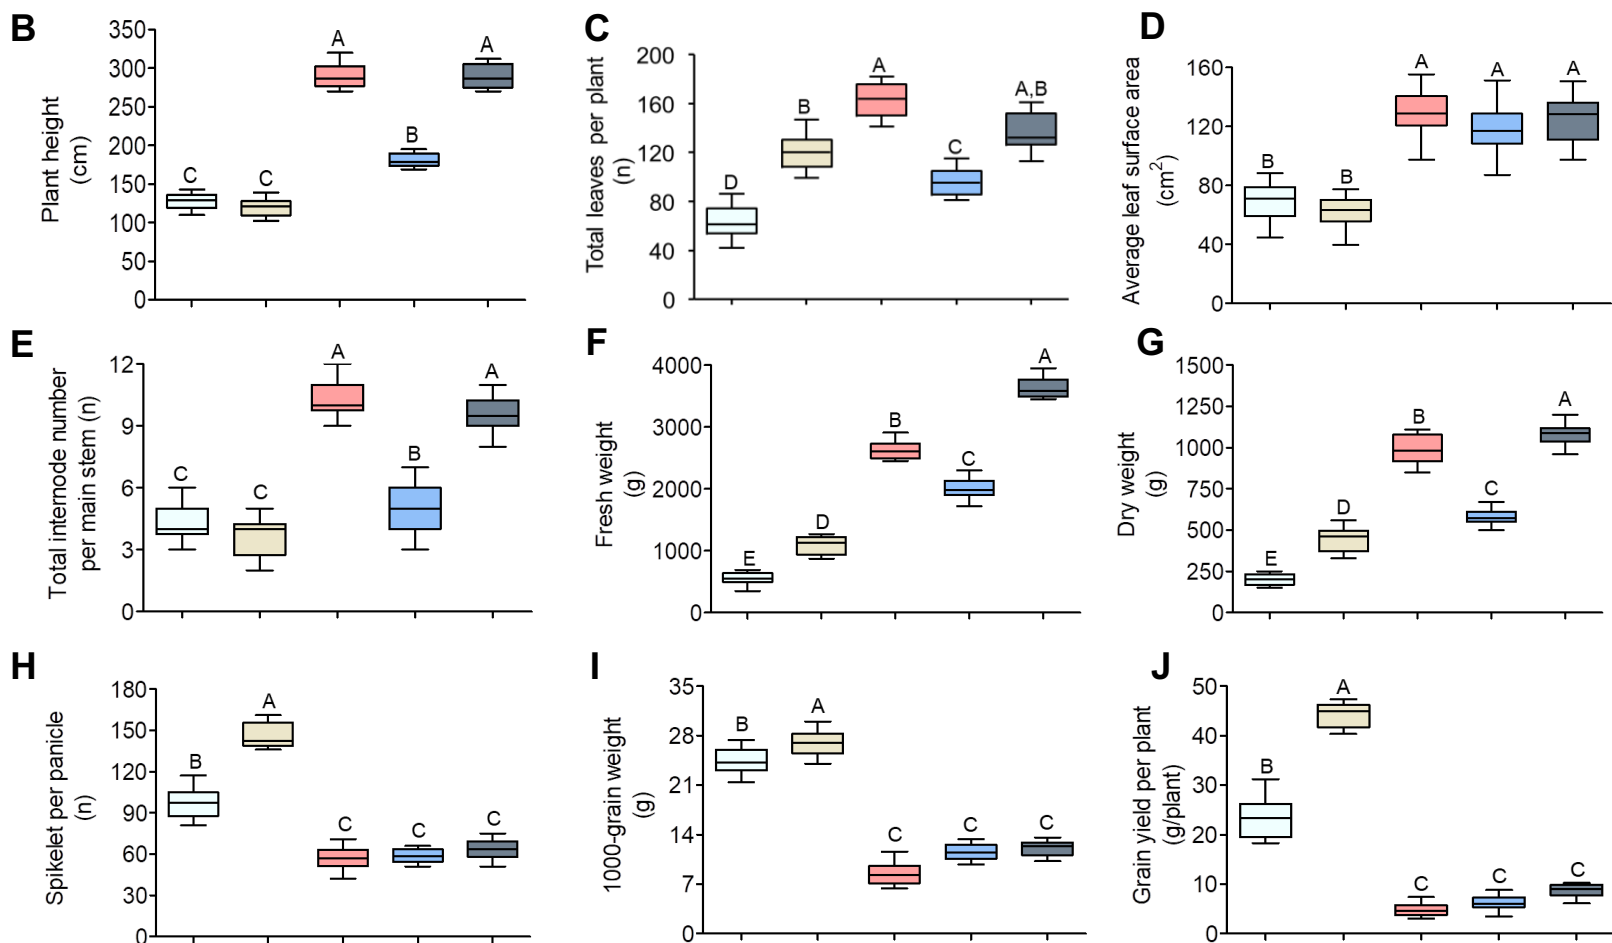 B
350
300
250
200
150
100
50
0
Plant height
(cm)
C
C
A
B
A
C
200
160
120
80
40
0
Total leaves per plant
(n)
D
B
A
C
A,B
D
160
120
80
40
0
Average leaf surface area
(cm²)
B
B
A
A
A
E
12
9
6
3
0
Total internode number
per main stem (n)
C
C
A
B
A
F
4000
3000
2000
1000
0
Fresh weight
(g)
E
D
B
C
A
G
1500
1250
1000
750
500
250
0
Dry weight
(g)
E
D
B
C
A
H
180
150
120
90
60
30
0
Spikelet per panicle
(n)
B
A
C
C
C
I
35
28
21
14
7
0
1000-grain weight
(g)
B
A
C
C
C
J
50
40
30
20
10
0
Grain yield per plant
(g/plant)
B
A
C
C
C